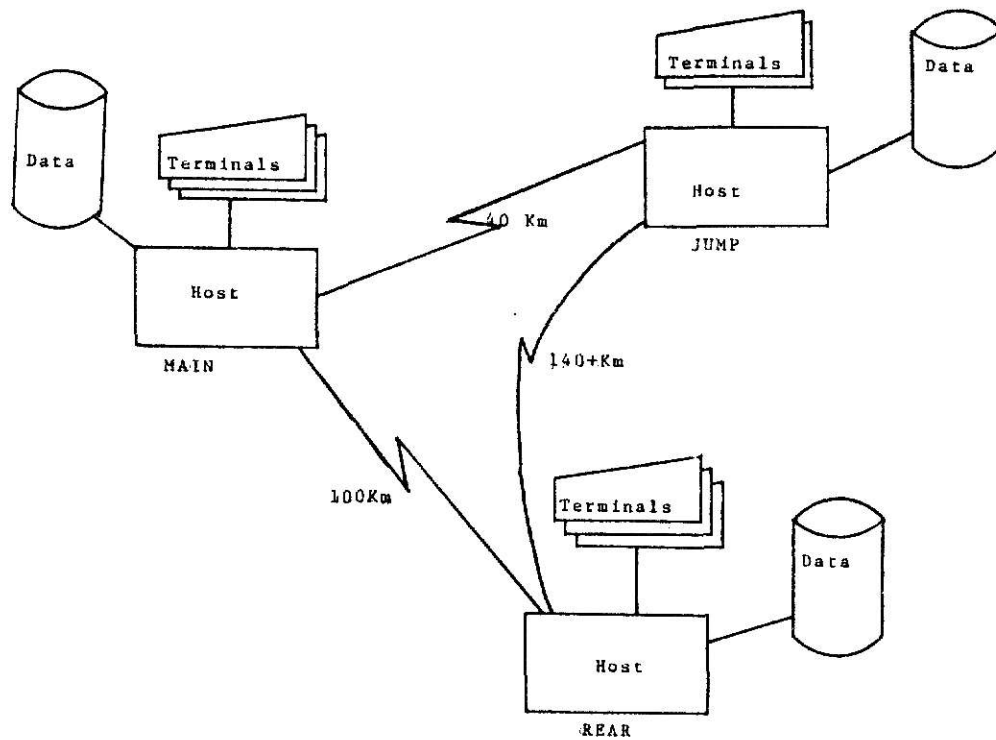 Terminals
Data
Data
Terminals
Host
40 Km
JUMP
Host
MAIN
140+Km
100Km
Terminals
Data
Host
REAR